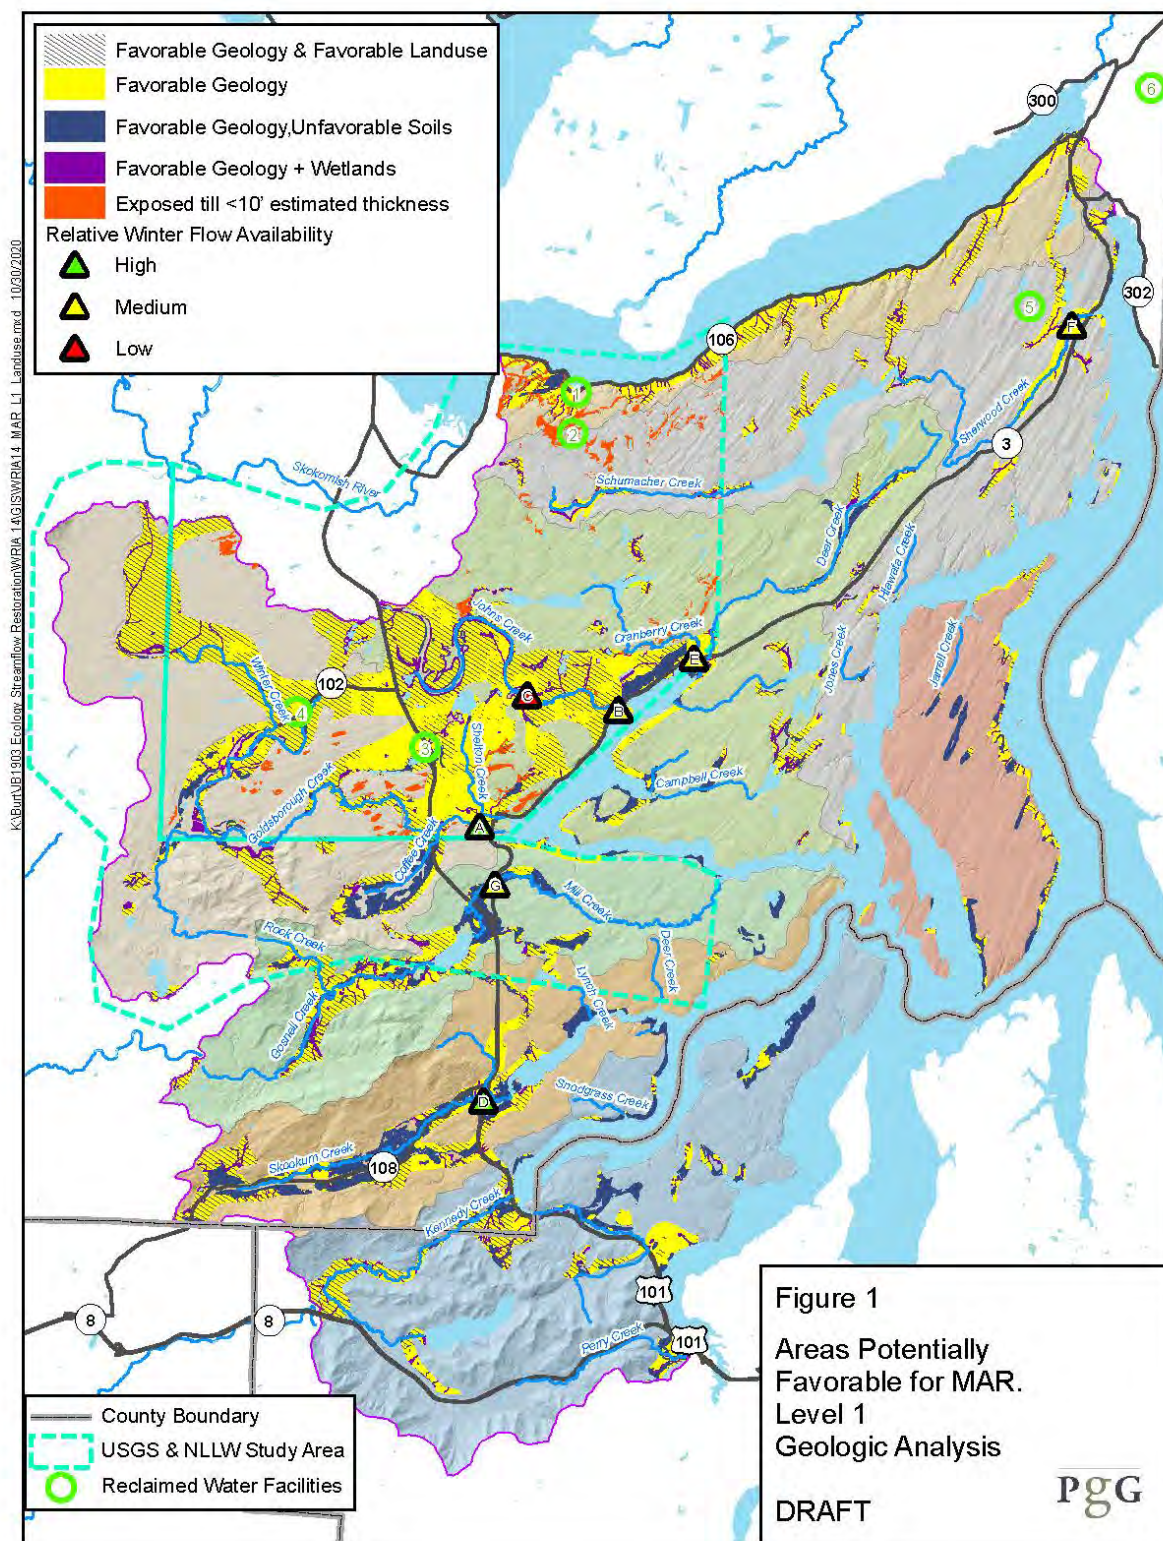 Favorable Geology & Favorable Landuse
Favorable Geology
Favorable Geology,Unfavorable Soils
Favorable Geology + Wetlands
Exposed till <10' estimated thickness
Relative Winter Flow Availability
High
Medium
Low
K:\Burt\JB1903 Ecology Streamflow Restoration\WRIA 14\GIS\WRIA14 MAR L1 Landuse.mxd 10/30/2020
6
300
302
5
F
106
1
2
Sherwood Creek
3
Skokomish River
Schumacher Creek
Deer Creek
Hiawata Creek
Johns Creek
Cranberry Creek
E
Jones Creek
Jarrell Creek
Winter Creek
102
4
C
B
3
Shelton Creek
Campbell Creek
Goldsborough Creek
A
Coffee Creek
G
Mill Creek
Rock Creek
Deer Creek
Lynch Creek
Gosnell Creek
Snodgrass Creek
D
Skookum Creek
108
Kennedy Creek
101
8
8
Perry Creek
101
County Boundary
USGS & NLLW Study Area
Reclaimed Water Facilities
Figure 1
Areas Potentially
Favorable for MAR.
Level 1
Geologic Analysis
DRAFT
PgG